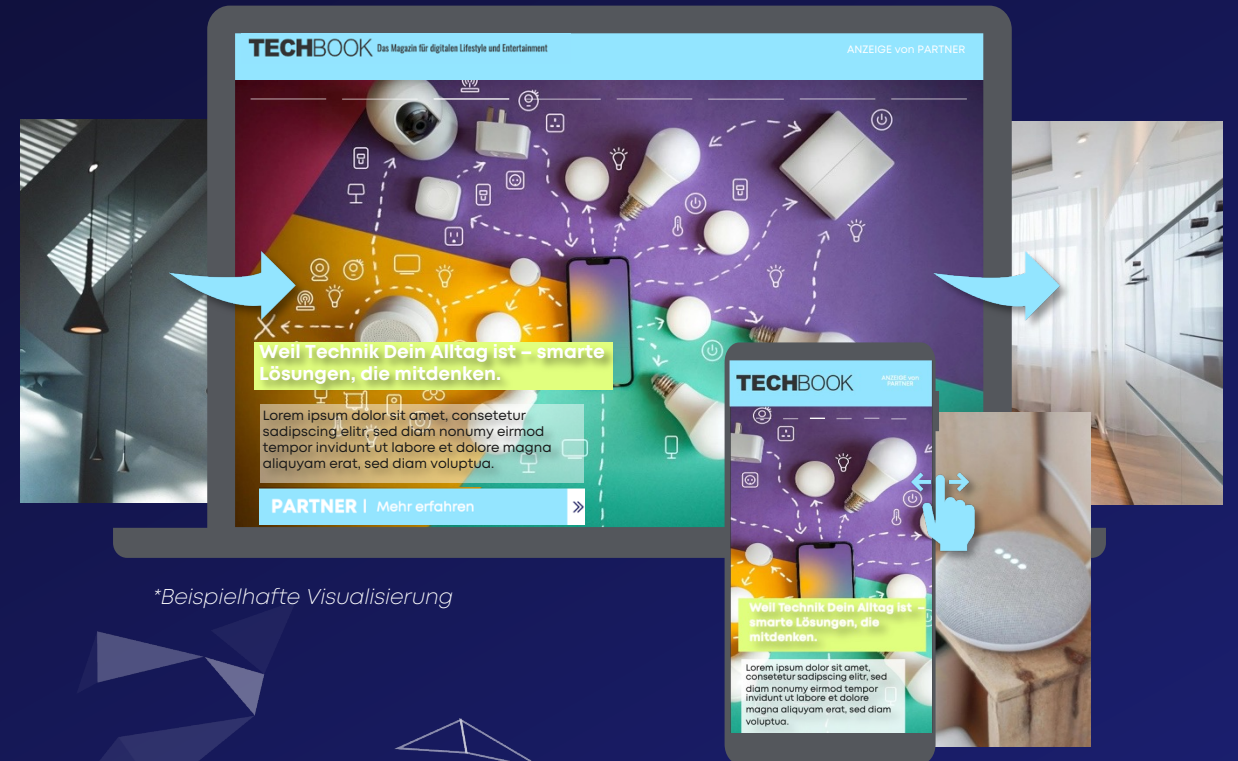 TECHBOOK Das Magazin für digitalen Lifestyle und Entertainment
ANZEIGE von PARTNER
Weil Technik Dein Alltag ist – smarte
Lösungen, die mitdenken.
Lorem ipsum dolor sit amet, consetetur
sadipscing elitr, sed diam nonumy eirmod
tempor invidunt ut labore et dolore magna
aliquyam erat, sed diam voluptua.
PARTNER | Mehr erfahren »
*Beispielhafte Visualisierung
TECHBOOK
ANZEIGE von
PARTNER
Weil Technik Dein Alltag ist –
smarte Lösungen, die
mitdenken.
Lorem ipsum dolor sit amet,
consetetur sadipscing elitr, sed
diam nonumy eirmod tempor
invidunt ut labore et dolore
magna aliquyam erat, sed diam
voluptua.